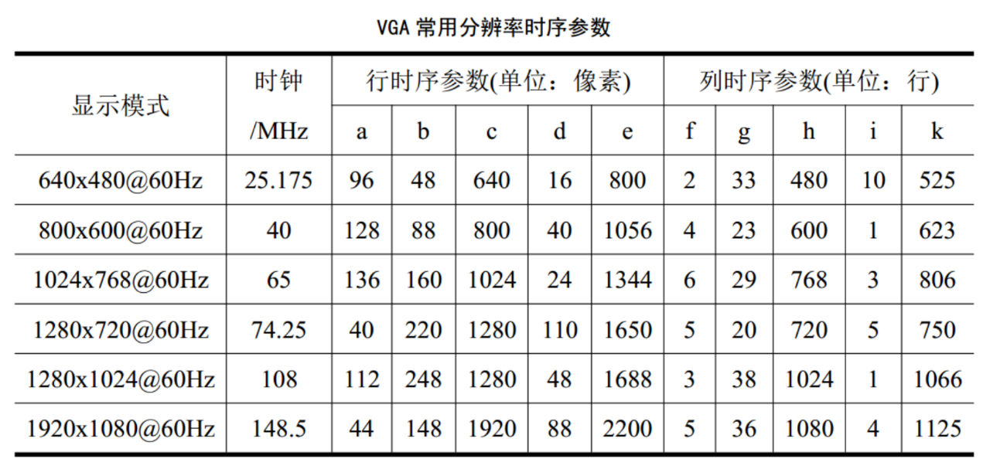 VGA 常用分辨率时序参数
显示模式 时钟 /MHz 行时序参数(单位：像素) 列时序参数(单位：行)
a b c d e f g h i k
640x480@60Hz 25.175 96 48 640 16 800 2 33 480 10 525
800x600@60Hz 40 128 88 800 40 1056 4 23 600 1 623
1024x768@60Hz 65 136 160 1024 24 1344 6 29 768 3 806
1280x720@60Hz 74.25 40 220 1280 110 1650 5 20 720 5 750
1280x1024@60Hz 108 112 248 1280 48 1688 3 38 1024 1 1066
1920x1080@60Hz 148.5 44 148 1920 88 2200 5 36 1080 4 1125